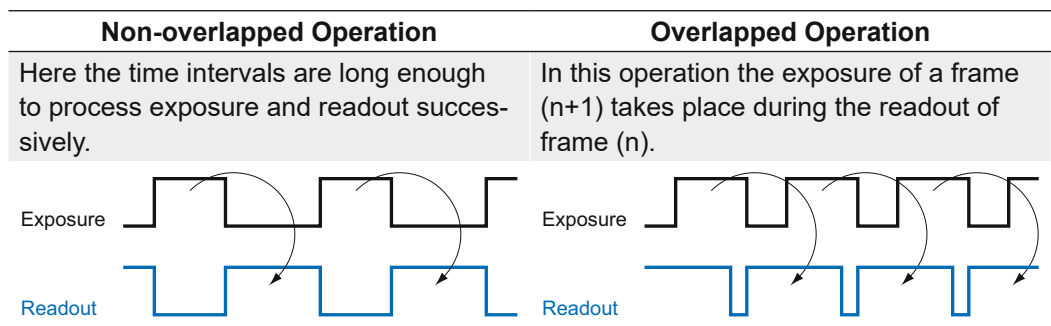 Non-overlapped Operation
Overlapped Operation
Here the time intervals are long enough
to process exposure and readout succes-
sively.
In this operation the exposure of a frame
(n+1) takes place during the readout of
frame (n).
Exposure
Readout
Exposure
Readout